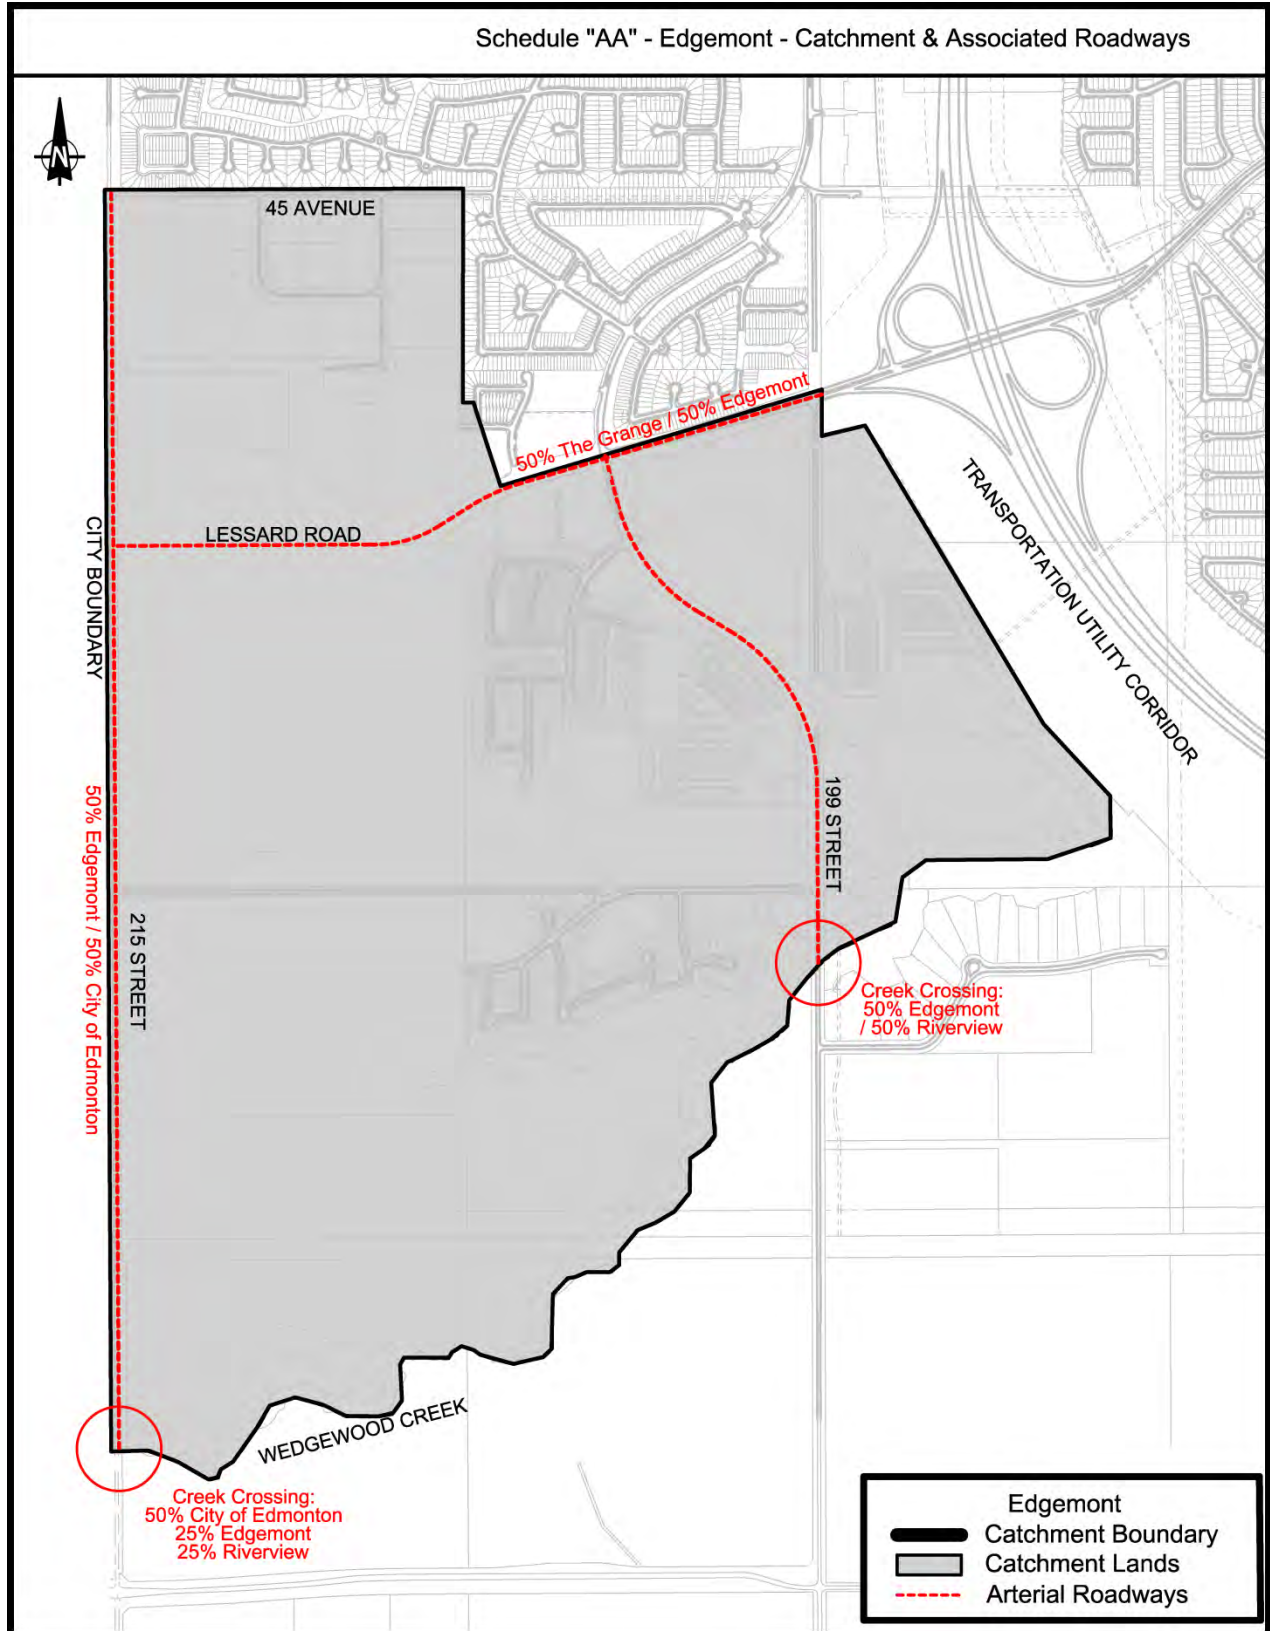 Schedule "AA" - Edgemont - Catchment & Associated Roadways
N
45 AVENUE
50% The Grange / 50% Edgemont
LESSARD ROAD
CITY BOUNDARY
TRANSPORTATION UTILITY CORRIDOR
199 STREET
50% Edgemont / 50% City of Edmonton
215 STREET
Creek Crossing:
50% Edgemont
/ 50% Riverview
WEDGEWOOD CREEK
Creek Crossing:
50% City of Edmonton
25% Edgemont
25% Riverview
Edgemont
Catchment Boundary
Catchment Lands
Arterial Roadways